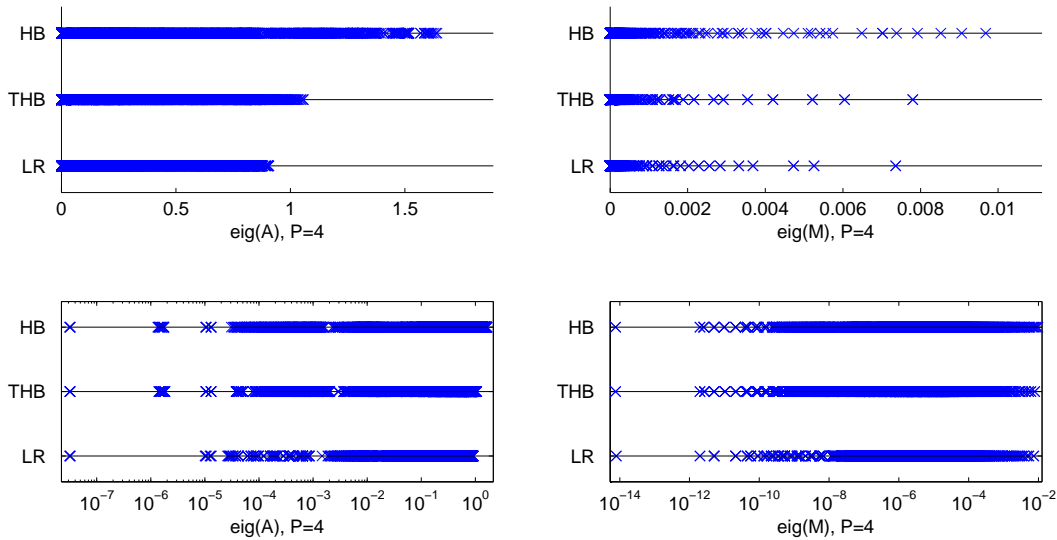 HB
THB
LR
0 0.5 1 1.5
eig(A), P=4
HB
THB
LR
0 0.002 0.004 0.006 0.008 0.01
eig(M), P=4
HB
THB
LR
10⁻⁷ 10⁻⁶ 10⁻⁵ 10⁻⁴ 10⁻³ 10⁻² 10⁻¹ 10⁰
eig(A), P=4
HB
THB
LR
10⁻¹⁴ 10⁻¹² 10⁻¹⁰ 10⁻⁸ 10⁻⁶ 10⁻⁴ 10⁻²
eig(M), P=4